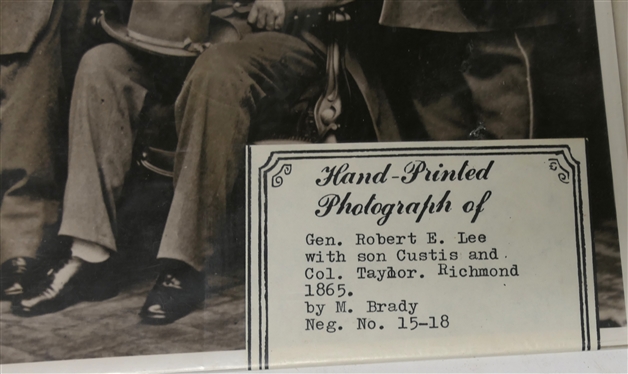 Hand-Printed
Photograph of
Gen. Robert E. Lee
with son Custis and
Col. Taylor. Richmond
1865.
by M. Brady
Neg. No. 15-18